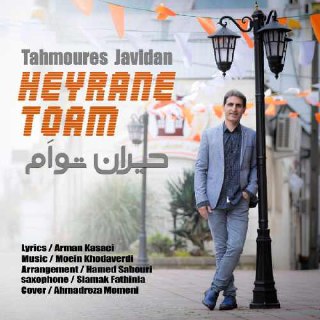 Tahmoures Javidan
HEYRANE
TOAM
حیران توأم
Lyrics / Arman Kasaei
Music / Moein Khodaverdi
Arrangement / Hamed Sabouri
saxophone / Siamak Fathinia
Cover / Ahmadreza Momeni